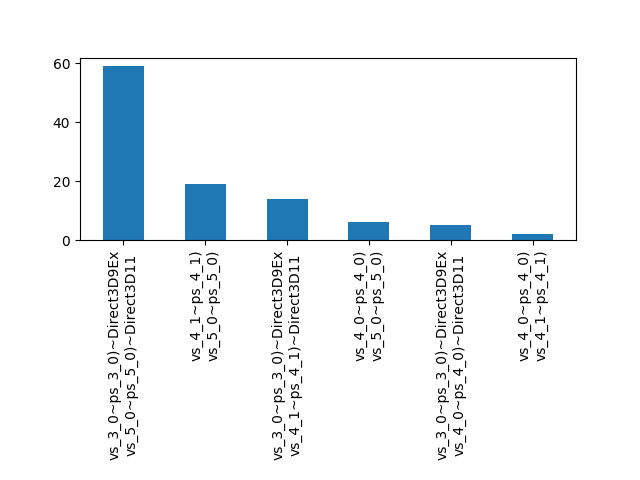 60
40
20
0
vs_3_0~ps_3_0)~Direct3D9Ex
vs_5_0~ps_5_0)~Direct3D11
vs_4_1~ps_4_1)
vs_5_0~ps_5_0)
vs_3_0~ps_3_0)~Direct3D9Ex
vs_4_1~ps_4_1)~Direct3D11
vs_4_0~ps_4_0)
vs_5_0~ps_5_0)
vs_3_0~ps_3_0)~Direct3D9Ex
vs_4_0~ps_4_0)~Direct3D11
vs_4_0~ps_4_0)
vs_4_1~ps_4_1)